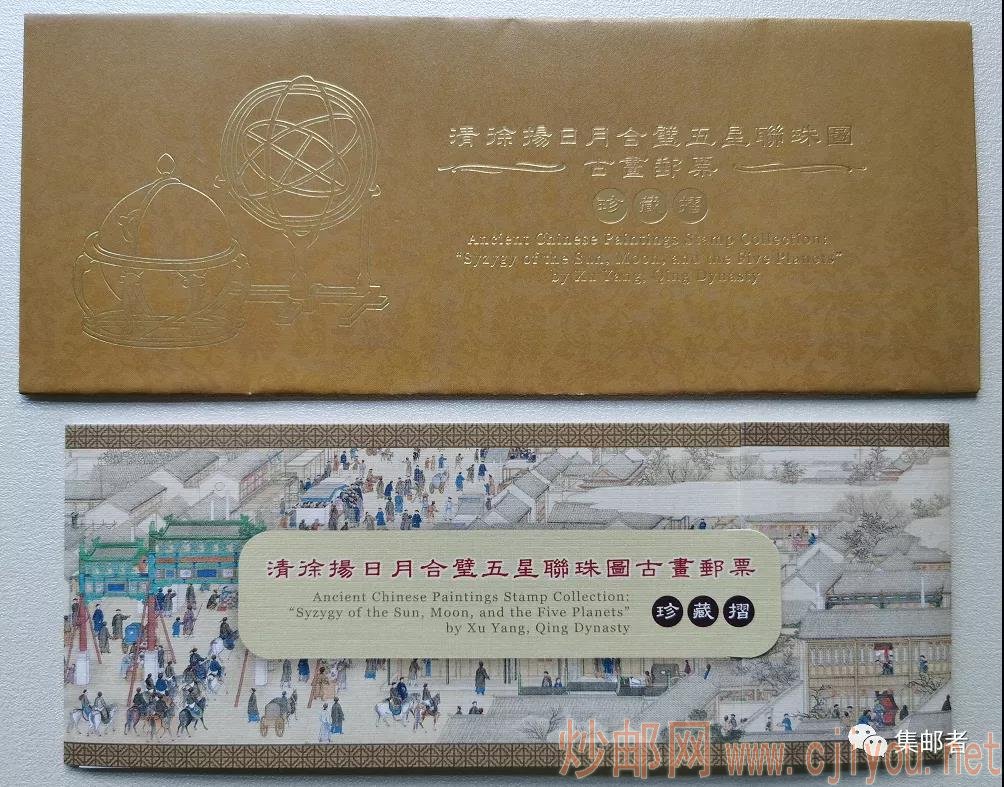 清徐揚日月合璧五星聯珠圖
古畫郵票
珍藏摺
Ancient Chinese Paintings Stamp Collection:
“Syzygy of the Sun, Moon, and the Five Planets”
by Xu Yang, Qing Dynasty
清徐揚日月合璧五星聯珠圖古畫郵票
Ancient Chinese Paintings Stamp Collection:
“Syzygy of the Sun, Moon, and the Five Planets”
by Xu Yang, Qing Dynasty
珍藏摺
集邮者
炒邮网 www.cjiyou.net